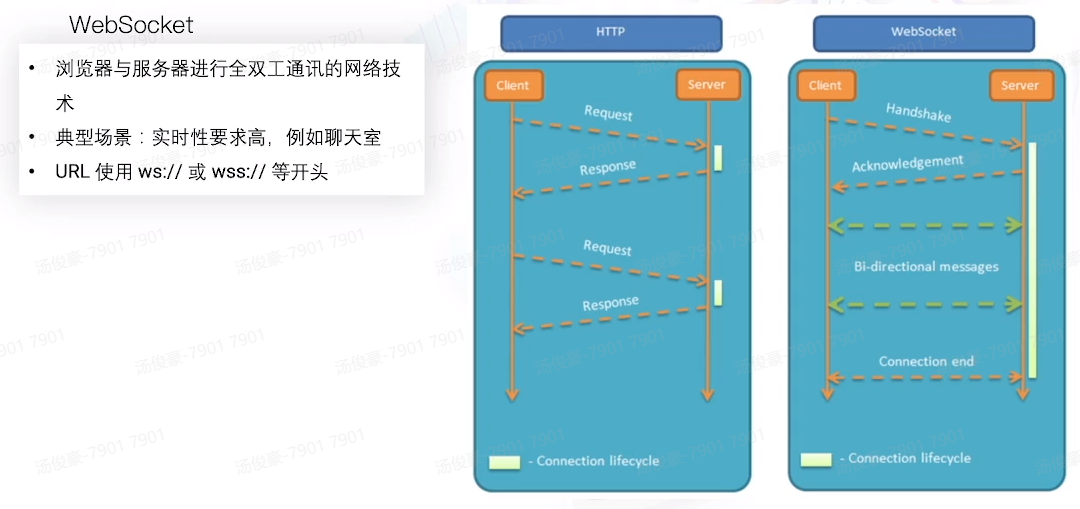 WebSocket
• 浏览器与服务器进行全双工通讯的网络技
术
• 典型场景：实时性要求高，例如聊天室
• URL 使用 ws:// 或 wss:// 等开头
HTTP
Client
Server
Request
Response
Request
Response
- Connection lifecycle
WebSocket
Client
Server
Handshake
Acknowledgement
Bi-directional messages
Connection end
- Connection lifecycle
汤俊豪-7901 7901